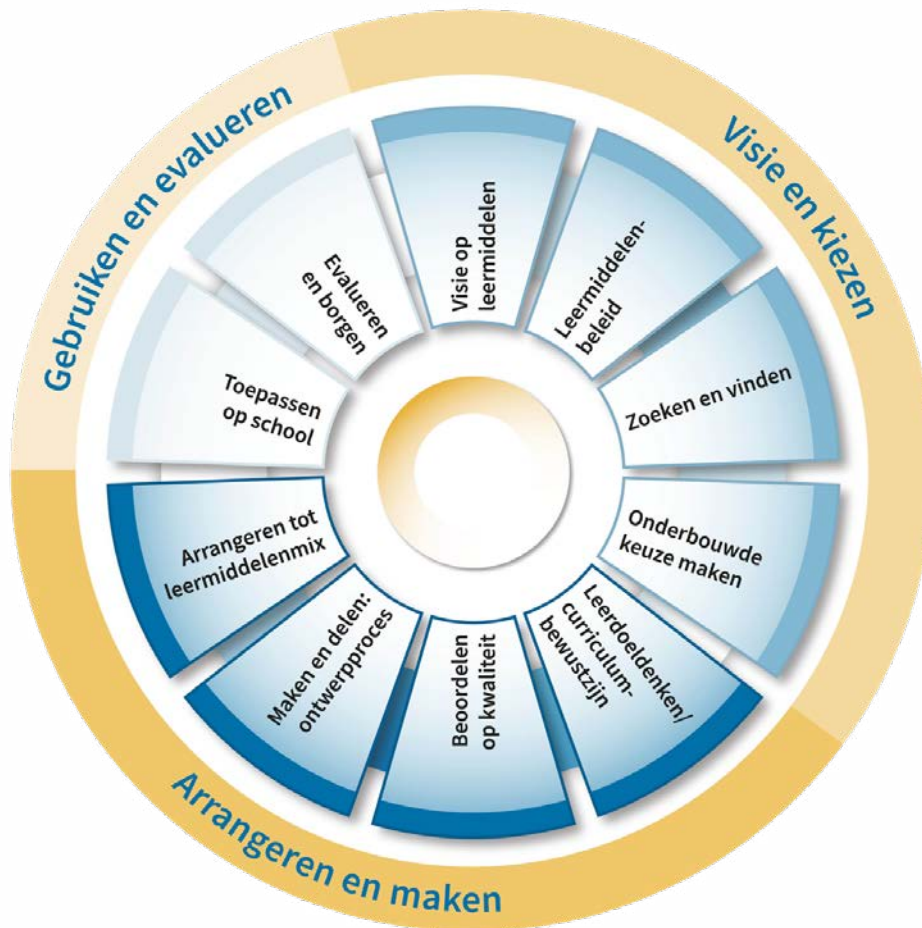 Visie en kiezen
Visie op
leermiddelen
Leermiddelen-
beleid
Zoeken en vinden
Onderbouwde
keuze maken
Arrangeren en maken
Leerdoeldenken/
curriculum-
bewustzijn
Beoordelen
op kwaliteit
Maken en delen:
ontwerpproces
Arrangeren tot
leermiddelenmix
Gebruiken en evalueren
Toepassen
op school
Evalueren
en borgen